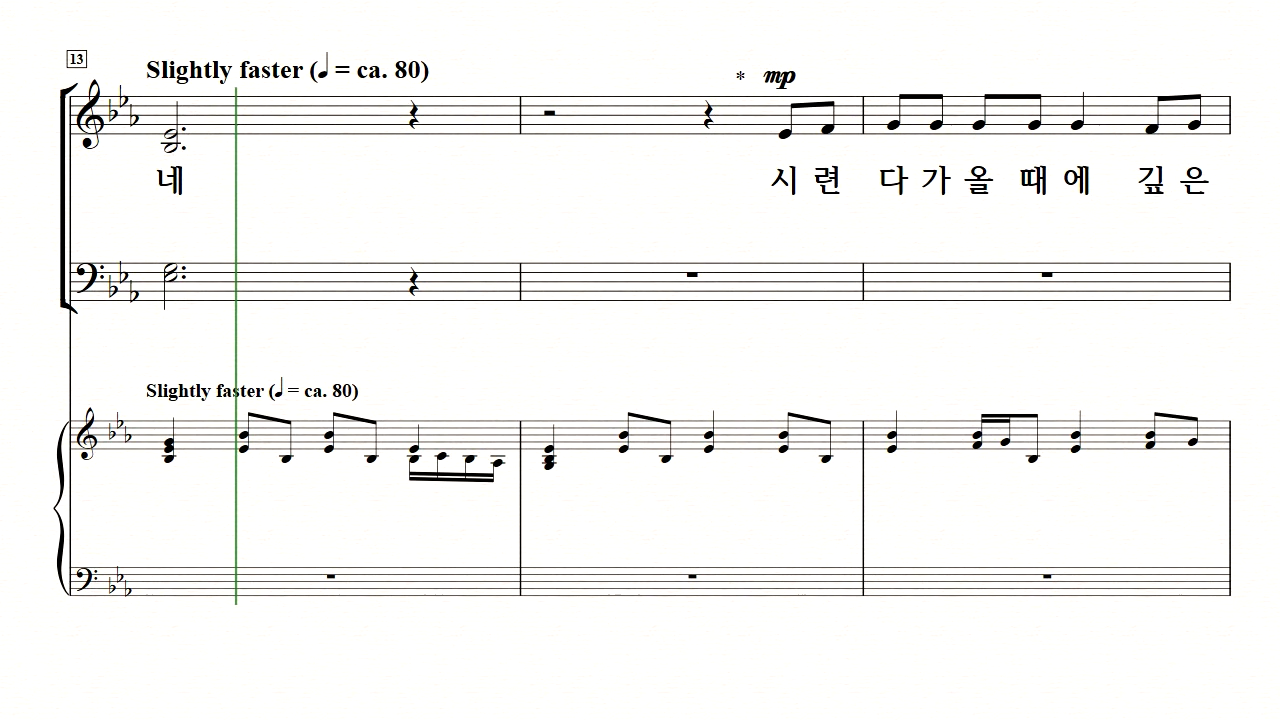 13
Slightly faster (♩ = ca. 80)
* mp
네 시 련 다 가 올 때 에 깊 은
Slightly faster (♩ = ca. 80)